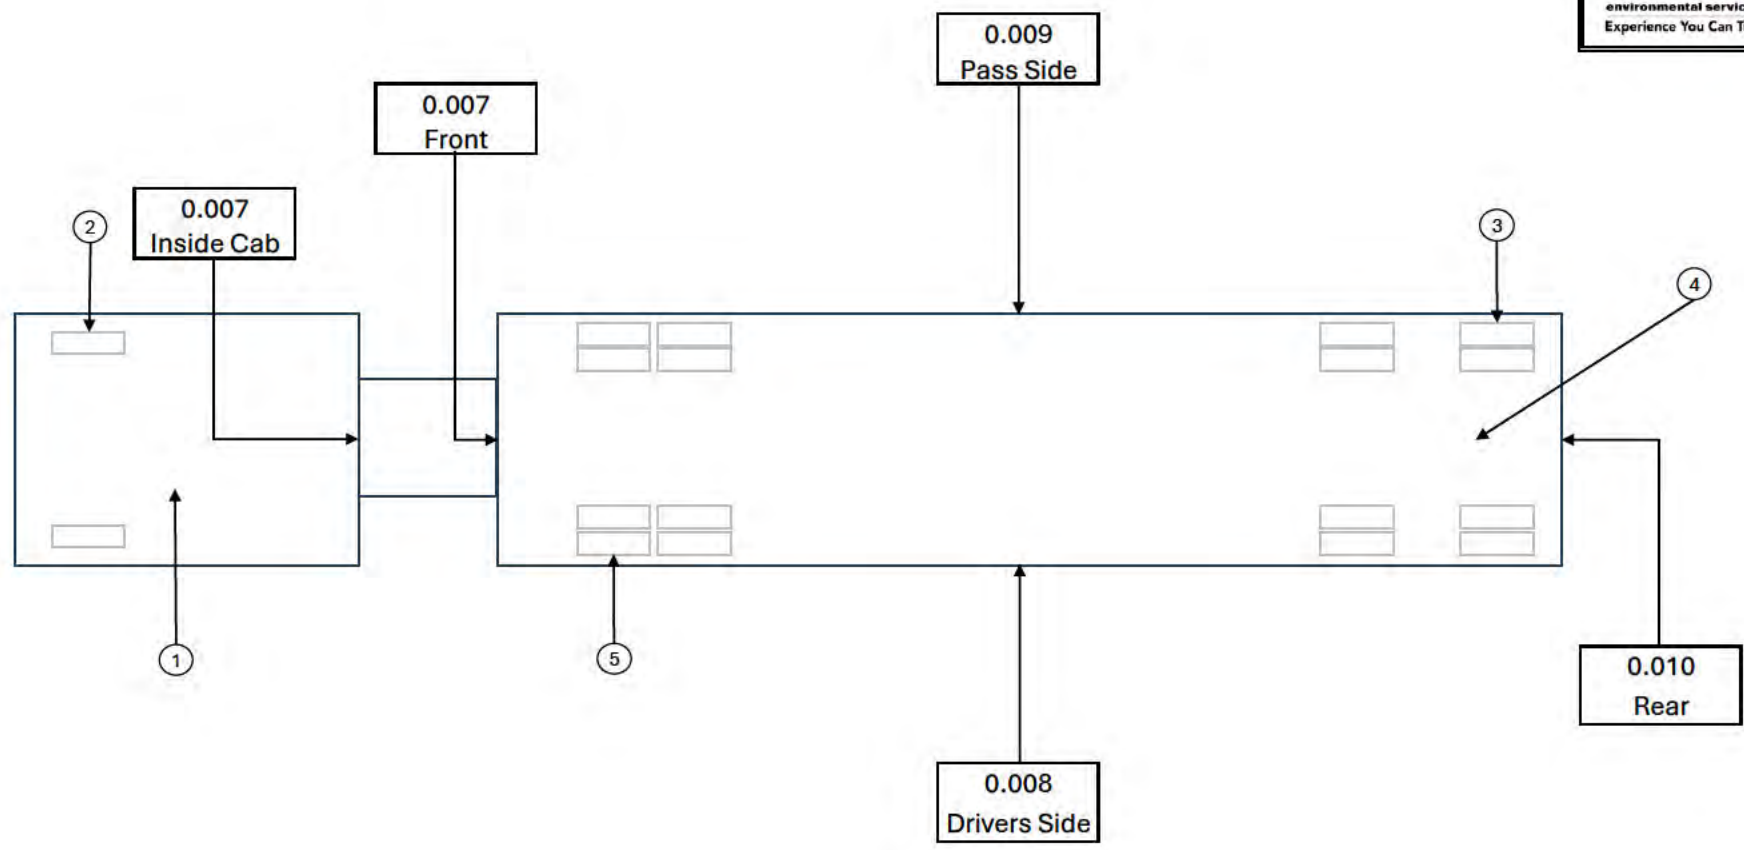 environmental
Experience You Can
0.009
Pass Side
0.007
Front
0.007
Inside Cab
2
3
4
1
5
0.010
Rear
0.008
Drivers Side